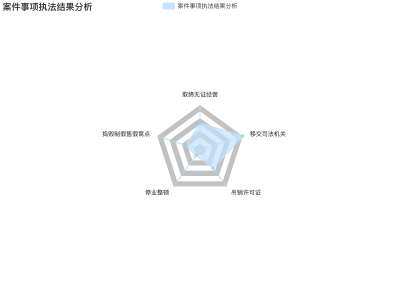 案件事项执法结果分析
案件事项执法结果分析
取缔无证经营
捣毁制假售假窝点
移交司法机关
停业整顿
吊销许可证